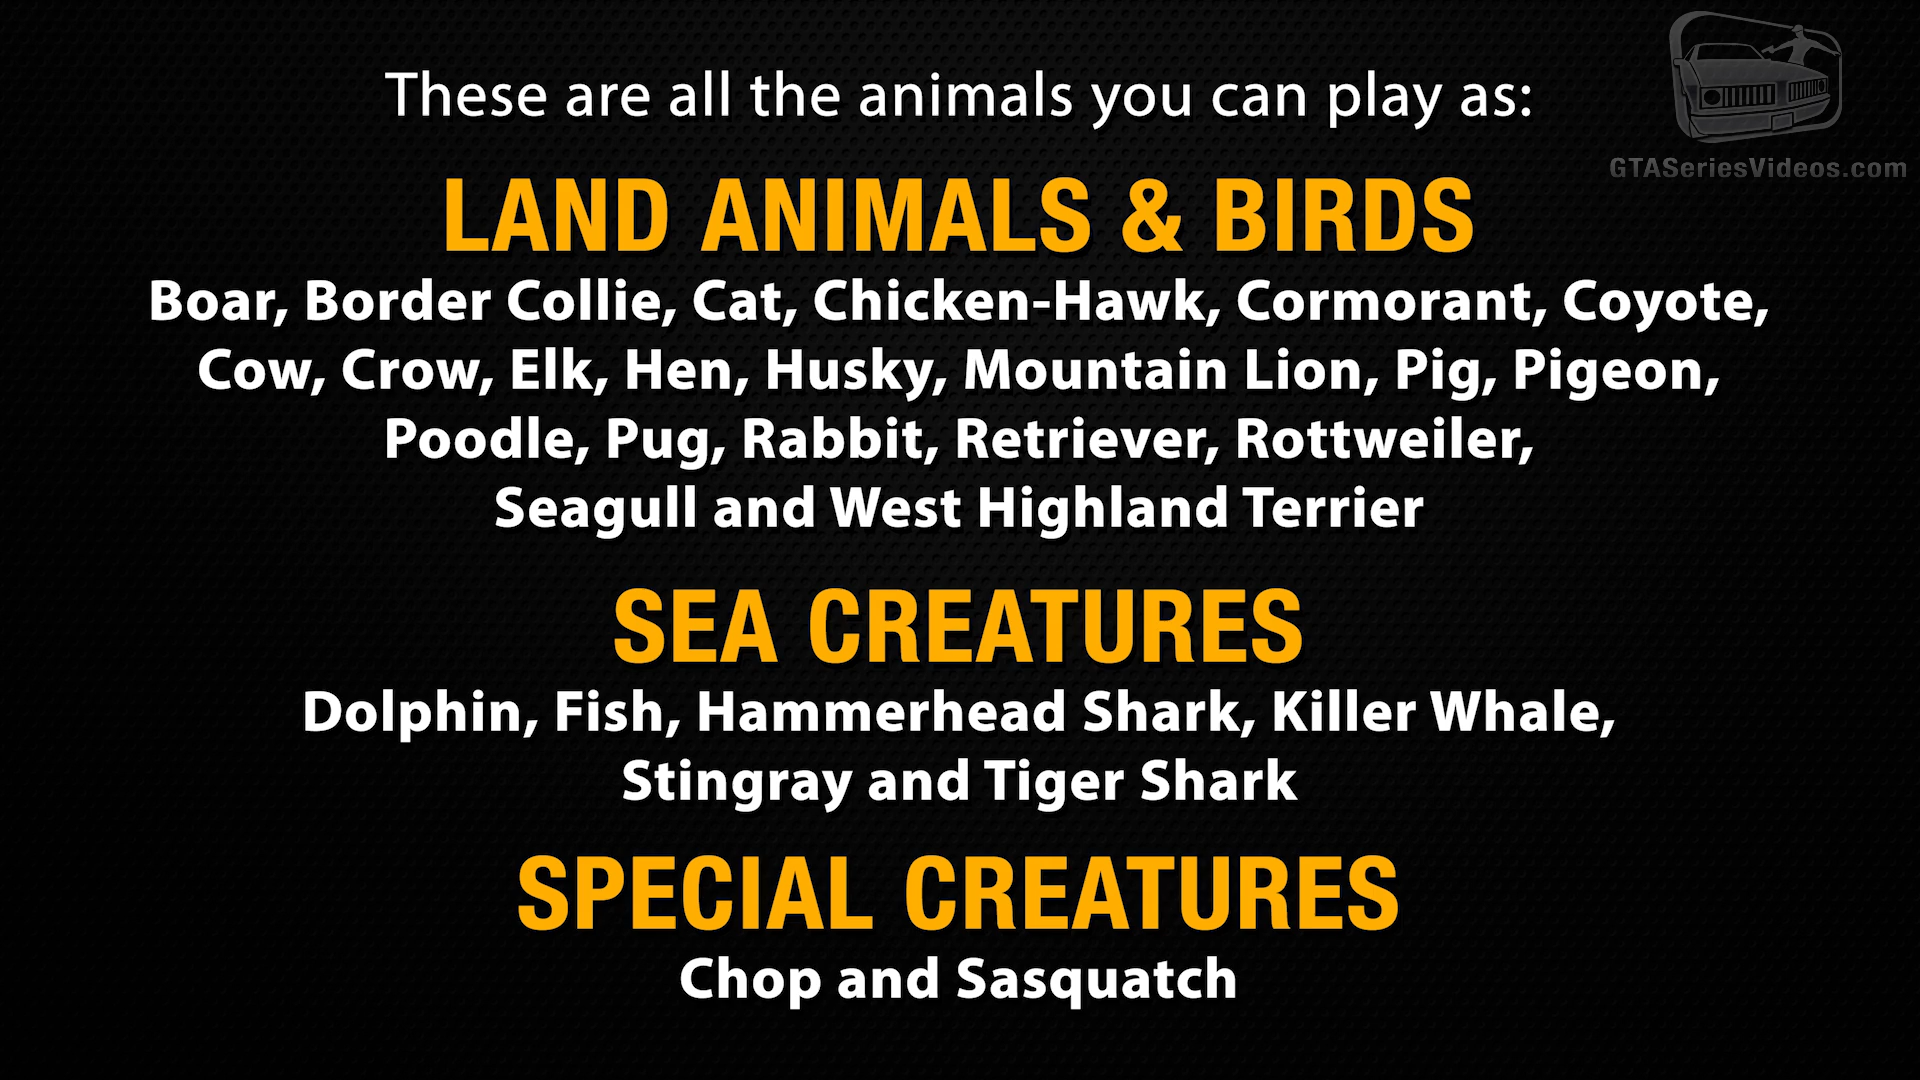 GTASeriesVideos.com
These are all the animals you can play as:
LAND ANIMALS & BIRDS
Boar, Border Collie, Cat, Chicken-Hawk, Cormorant, Coyote,
Cow, Crow, Elk, Hen, Husky, Mountain Lion, Pig, Pigeon,
Poodle, Pug, Rabbit, Retriever, Rottweiler,
Seagull and West Highland Terrier
SEA CREATURES
Dolphin, Fish, Hammerhead Shark, Killer Whale,
Stingray and Tiger Shark
SPECIAL CREATURES
Chop and Sasquatch